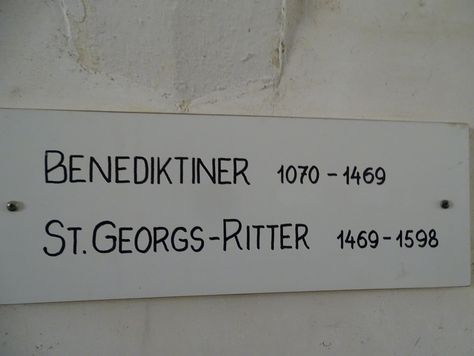 BENEDIKTINER 1070 - 1469
ST. GEORGS-RITTER 1469-1598